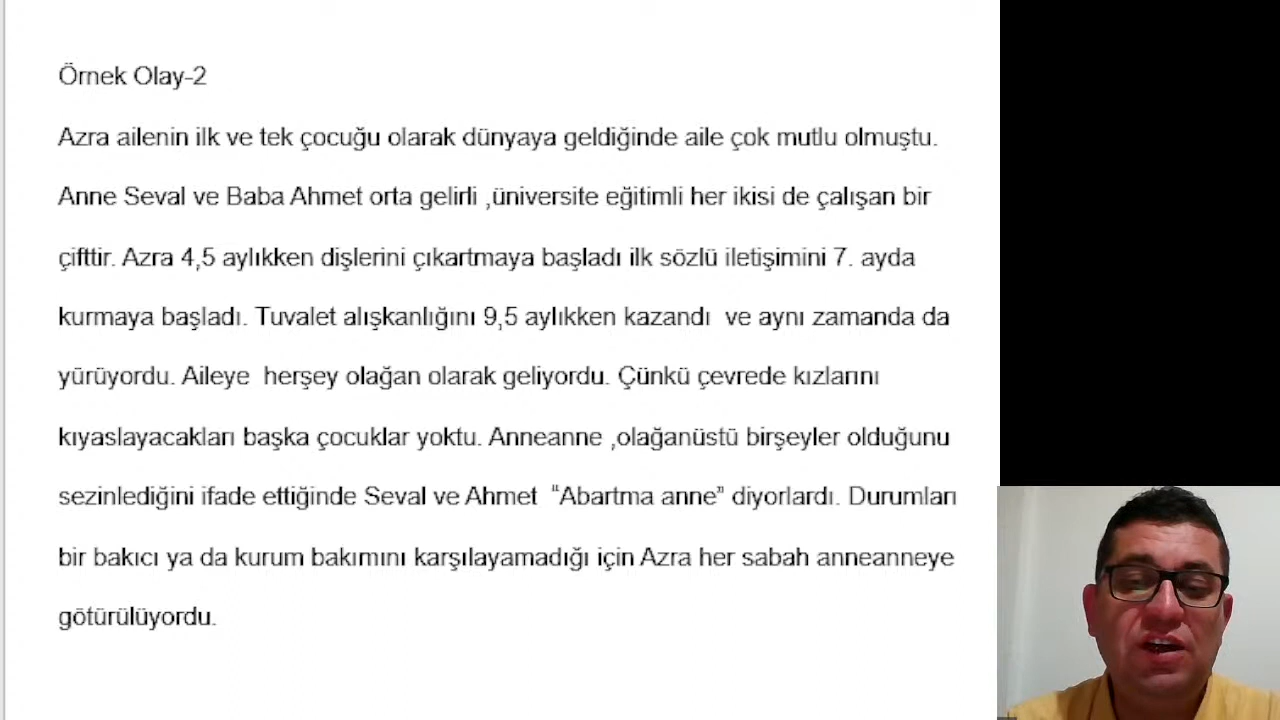 Örnek Olay-2
Azra ailenin ilk ve tek çocuğu olarak dünyaya geldiğinde aile çok mutlu olmuştu.
Anne Seval ve Baba Ahmet orta gelirli ,üniversite eğitimli her ikisi de çalışan bir
çifttir. Azra 4,5 aylıkken dişlerini çıkartmaya başladı ilk sözlü iletişimini 7. ayda
kurmaya başladı. Tuvalet alışkanlığını 9,5 aylıkken kazandı  ve aynı zamanda da
yürüyordu. Aileye  herşey olağan olarak geliyordu. Çünkü çevrede kızlarını
kıyaslayacakları başka çocuklar yoktu. Anneanne ,olağanüstü birşeyler olduğunu
sezinlediğini ifade ettiğinde Seval ve Ahmet  “Abartma anne” diyorlardı. Durumları
bir bakıcı ya da kurum bakımını karşılayamadığı için Azra her sabah anneanneye
götürülüyordu.